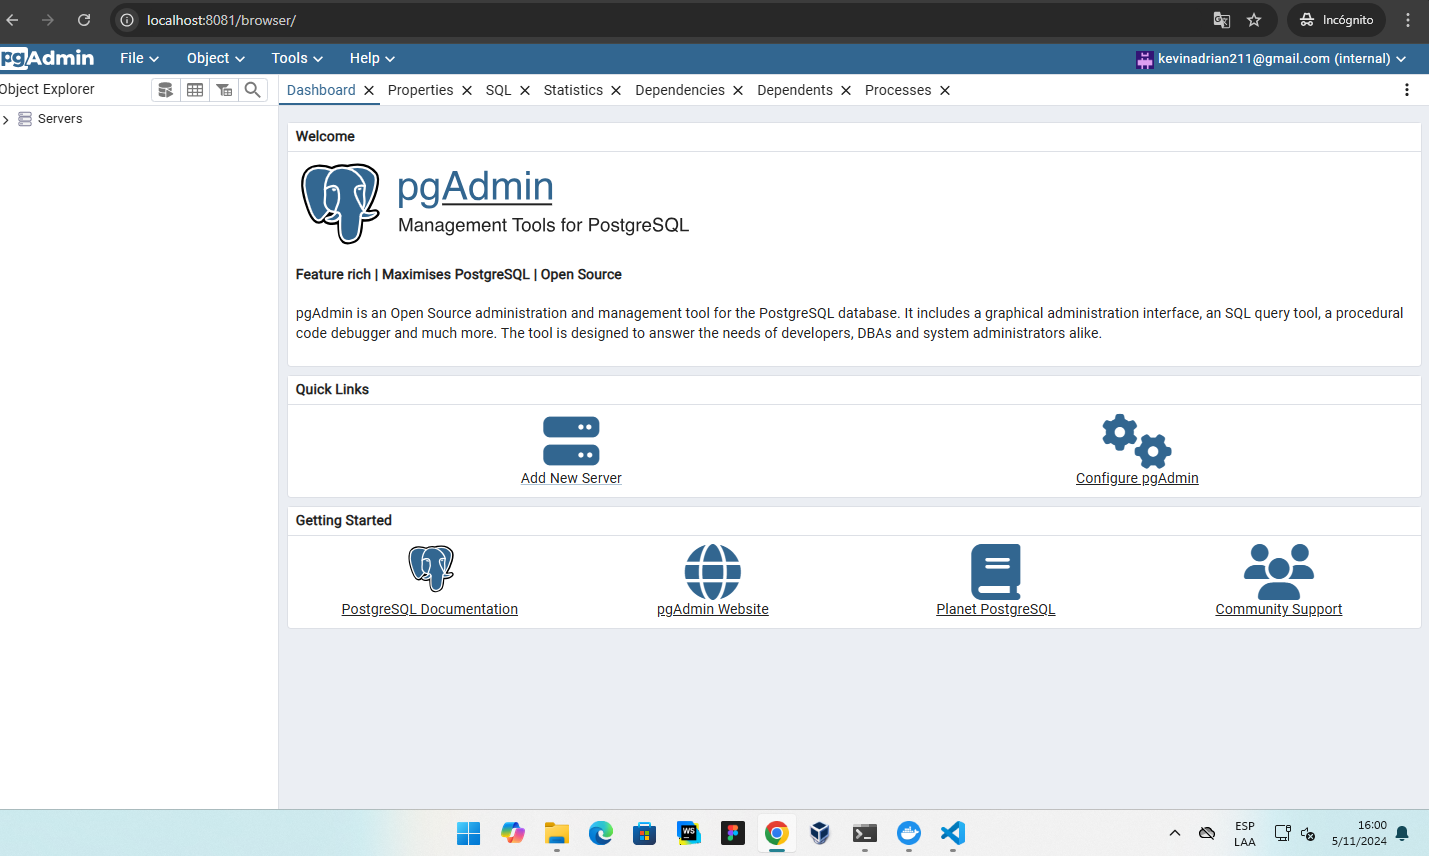 localhost:8081/browser/
Incógnito
pgAdmin
File
Object
Tools
Help
kevinadrian211@gmail.com (internal)
Object Explorer
Dashboard
Properties
SQL
Statistics
Dependencies
Dependents
Processes
Servers
Welcome
pgAdmin
Management Tools for PostgreSQL
Feature rich | Maximises PostgreSQL | Open Source
pgAdmin is an Open Source administration and management tool for the PostgreSQL database. It includes a graphical administration interface, an SQL query tool, a procedural
code debugger and much more. The tool is designed to answer the needs of developers, DBAs and system administrators alike.
Quick Links
Add New Server
Configure pgAdmin
Getting Started
PostgreSQL Documentation
pgAdmin Website
Planet PostgreSQL
Community Support
WS
ESP
LAA
16:00
5/11/2024